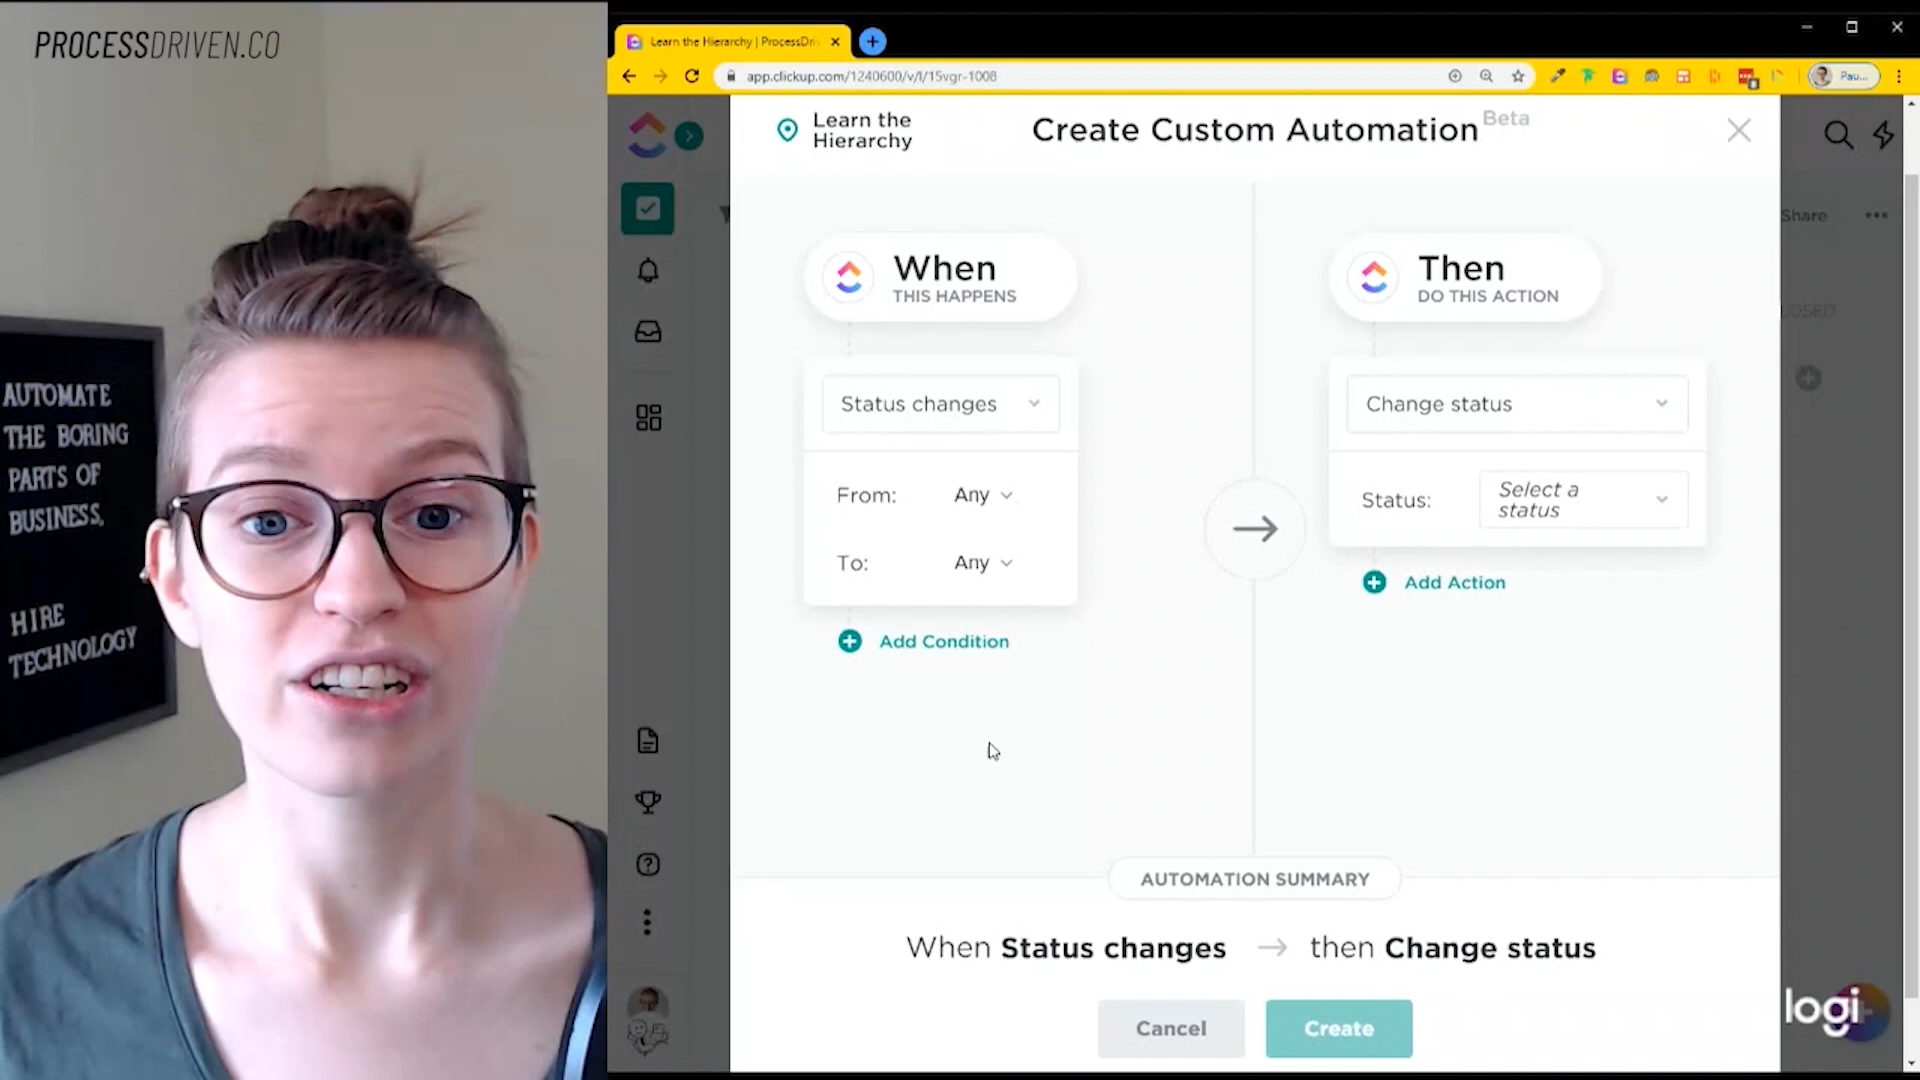 PROCESSDRIVEN.CO
AUTOMATE
THE BORING
PARTS OF
BUSINESS,
HIRE
TECHNOLOGY
Learn the Hierarchy | ProcessDri
app.clickup.com/1240600/v/l/15vgr-1008
Pau...
Learn the
Hierarchy
Create Custom Automation Beta
Share
LOSED
When
THIS HAPPENS
Then
DO THIS ACTION
Status changes
Change status
From: Any
To: Any
Status: Select a
status
Add Condition
Add Action
AUTOMATION SUMMARY
When Status changes → then Change status
Cancel
Create
logi